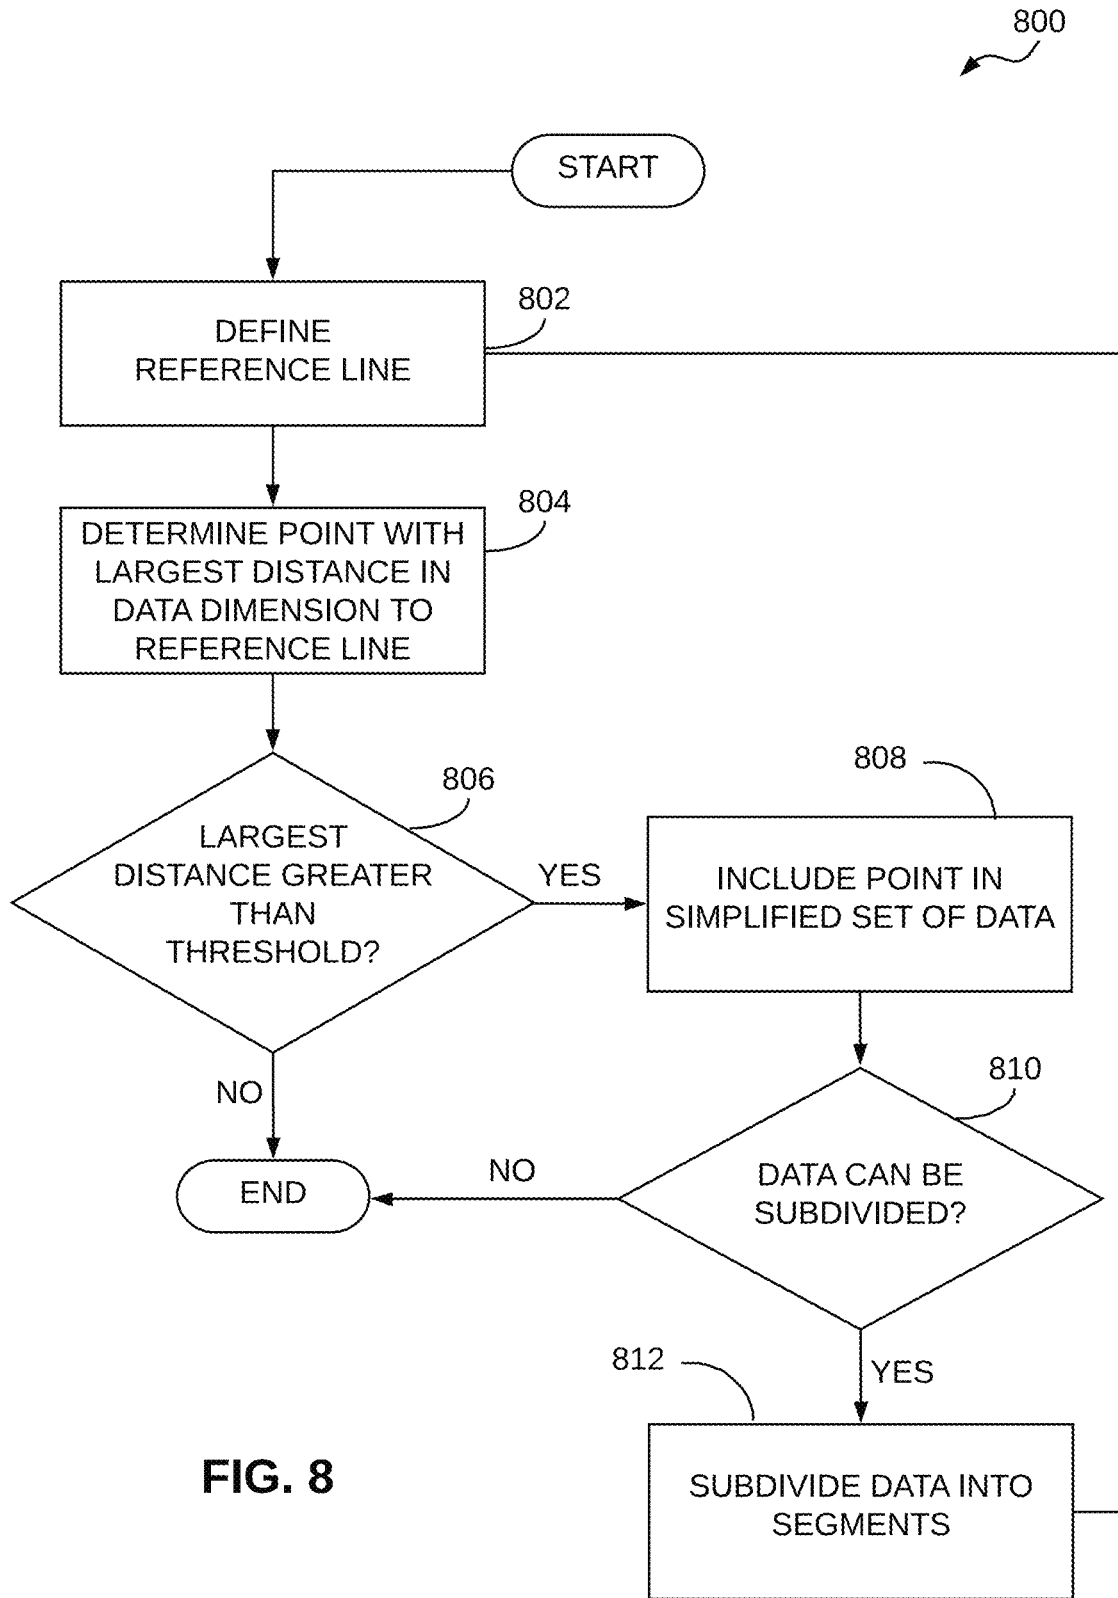 800
START
802
DEFINE
REFERENCE LINE
804
DETERMINE POINT WITH
LARGEST DISTANCE IN
DATA DIMENSION TO
REFERENCE LINE
806
LARGEST
DISTANCE GREATER
THAN
THRESHOLD?
YES
808
INCLUDE POINT IN
SIMPLIFIED SET OF DATA
NO
810
DATA CAN BE
SUBDIVIDED?
NO
END
YES
812
SUBDIVIDE DATA INTO
SEGMENTS
FIG. 8